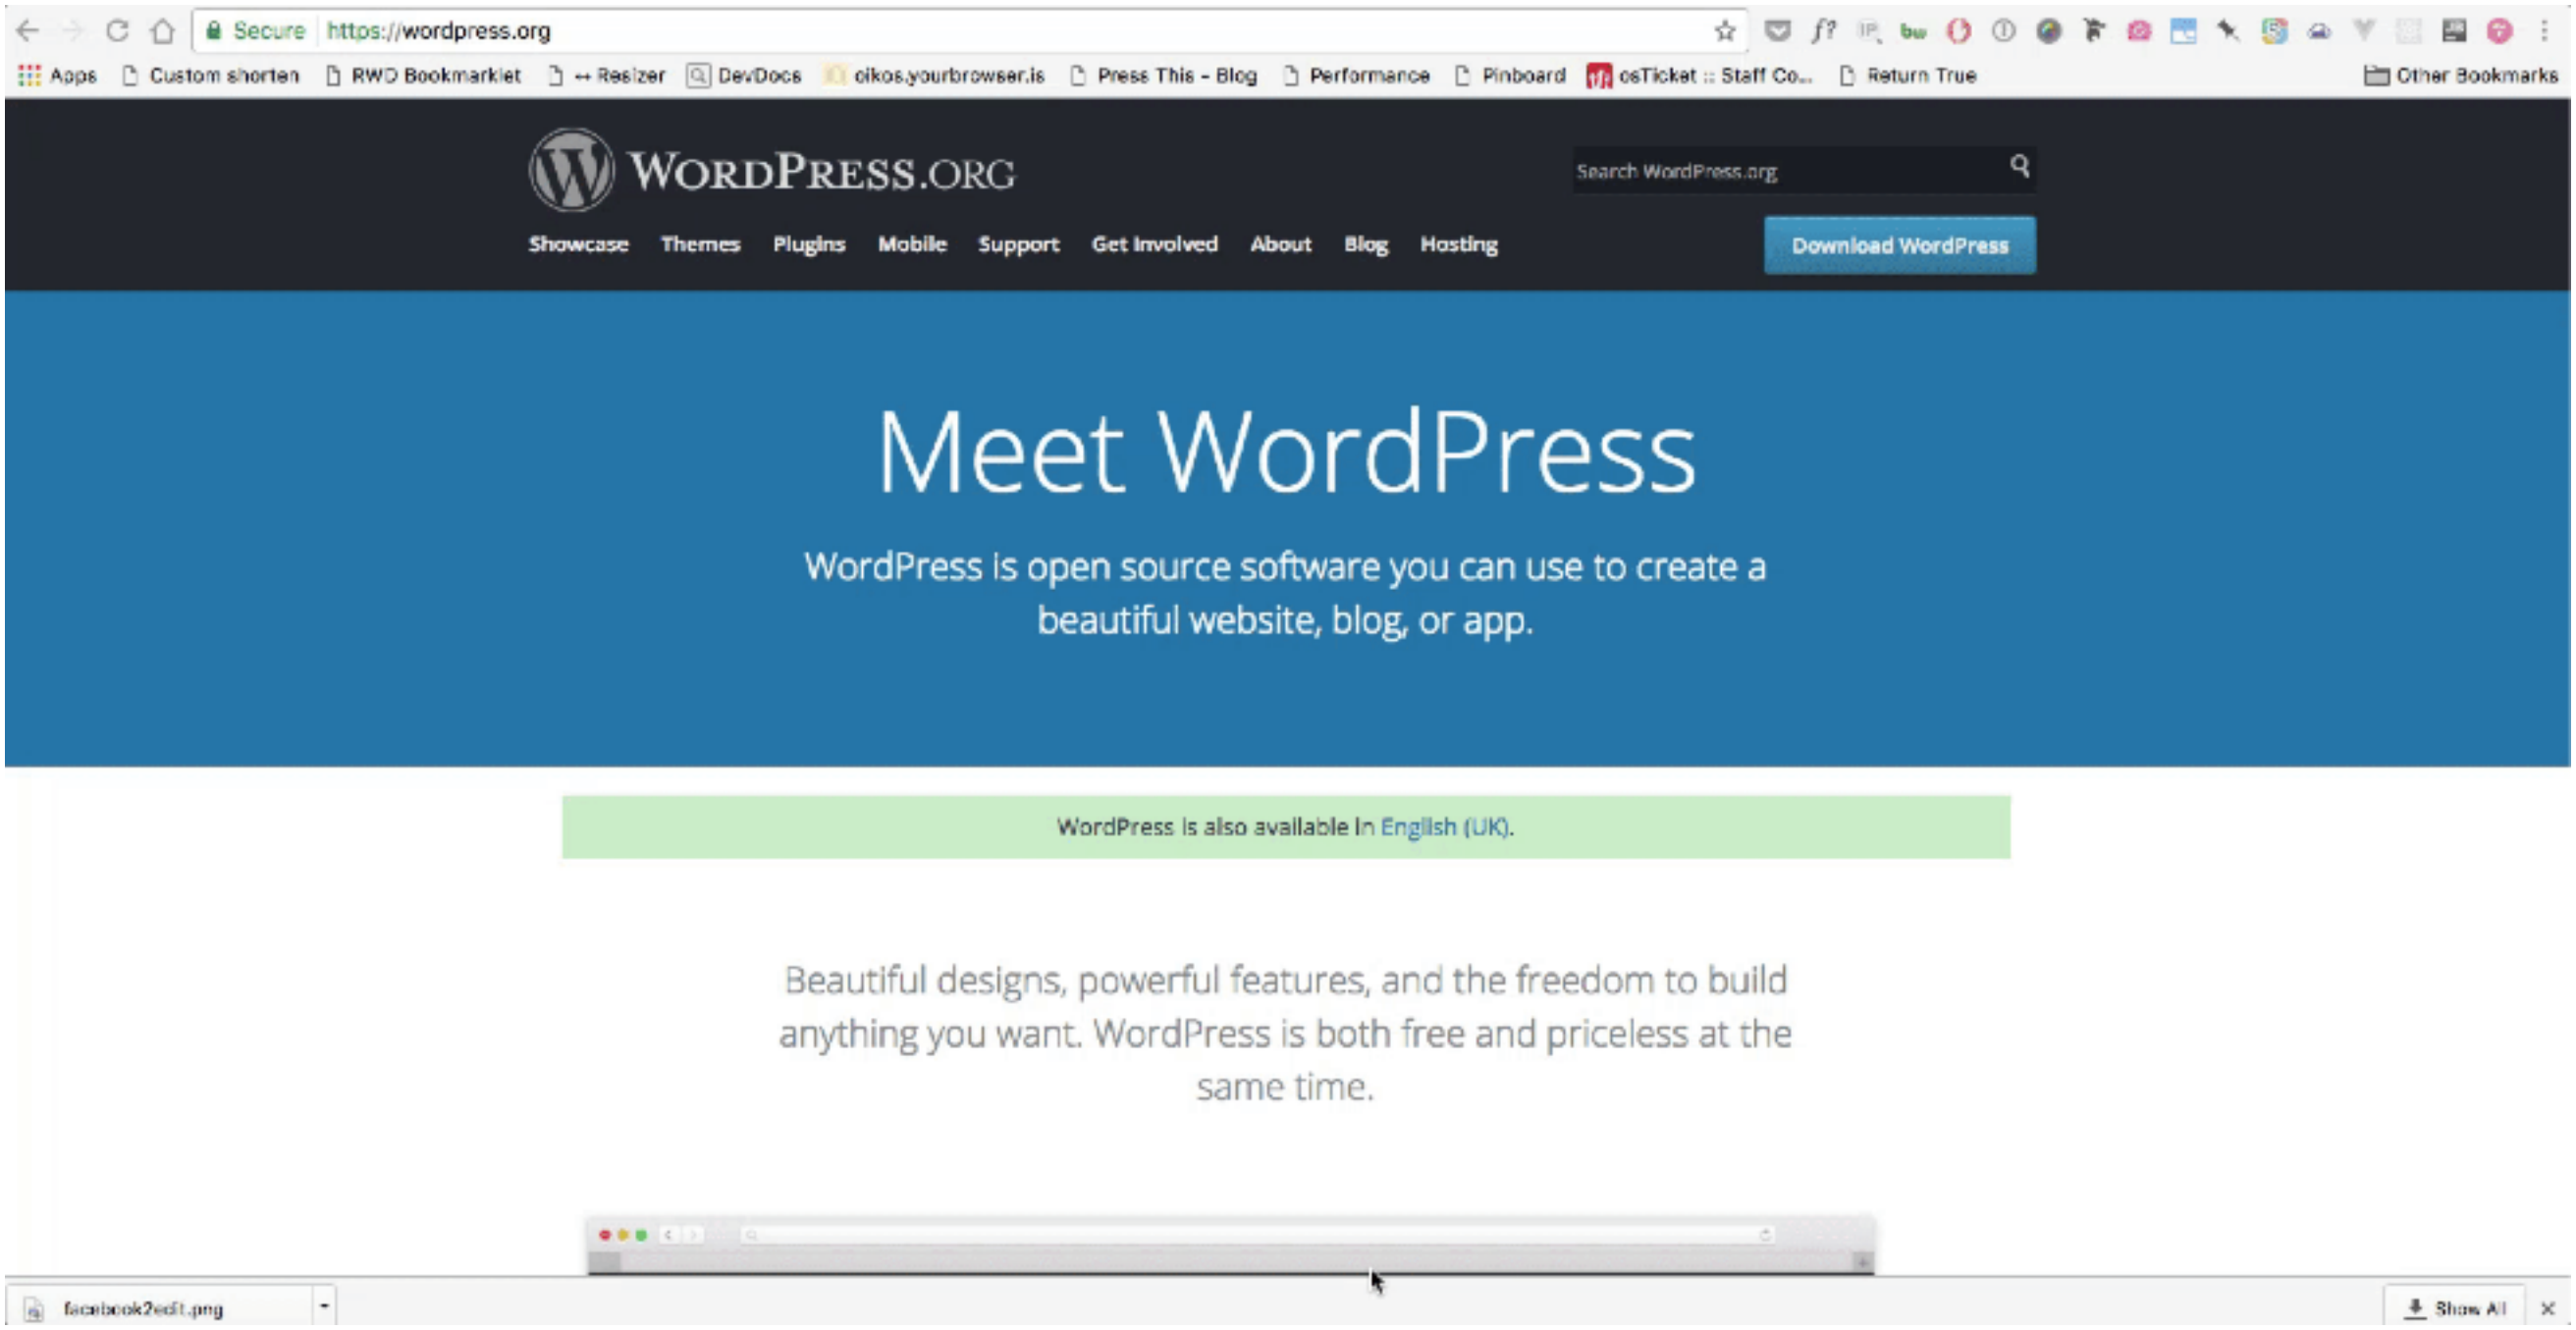 Secure https://wordpress.org
Apps Custom shorten RWD Bookmarklet ↔ Resizer DevDocs oikos.yourbrowser.is Press This - Blog Performance Pinboard osTicket :: Staff Co... Return True Other Bookmarks
WORDPRESS.ORG
Search WordPress.org
Showcase Themes Plugins Mobile Support Get Involved About Blog Hosting
Download WordPress
Meet WordPress
WordPress is open source software you can use to create a
beautiful website, blog, or app.
WordPress is also available in English (UK).
Beautiful designs, powerful features, and the freedom to build
anything you want. WordPress is both free and priceless at the
same time.
facebook2edit.png
Show All